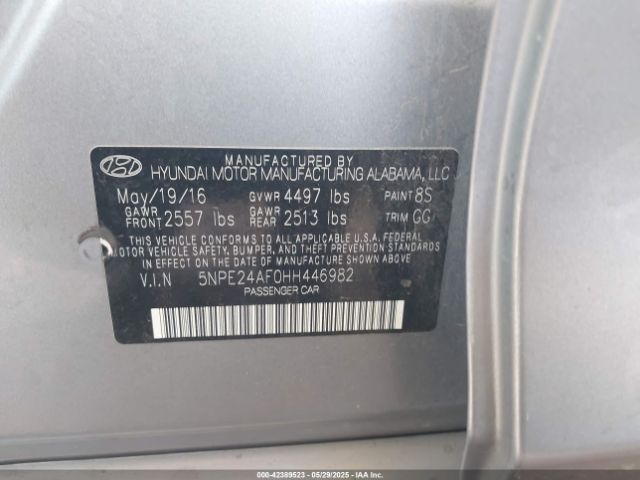 MANUFACTURED BY
HYUNDAI MOTOR MANUFACTURING ALABAMA, LLC
May/19/16 GVWR 4497 lbs PAINT 8S
GAWR FRONT 2557 lbs GAWR REAR 2513 lbs TRIM GG
THIS VEHICLE CONFORMS TO ALL APPLICABLE U.S.A. FEDERAL
MOTOR VEHICLE SAFETY, BUMPER, AND THEFT PREVENTION STANDARDS
IN EFFECT ON THE DATE OF MANUFACTURE SHOWN ABOVE
V.I.N 5NPE24AF0HH446982
PASSENGER CAR
000-42389523 05/29/2025 IAAI.COM